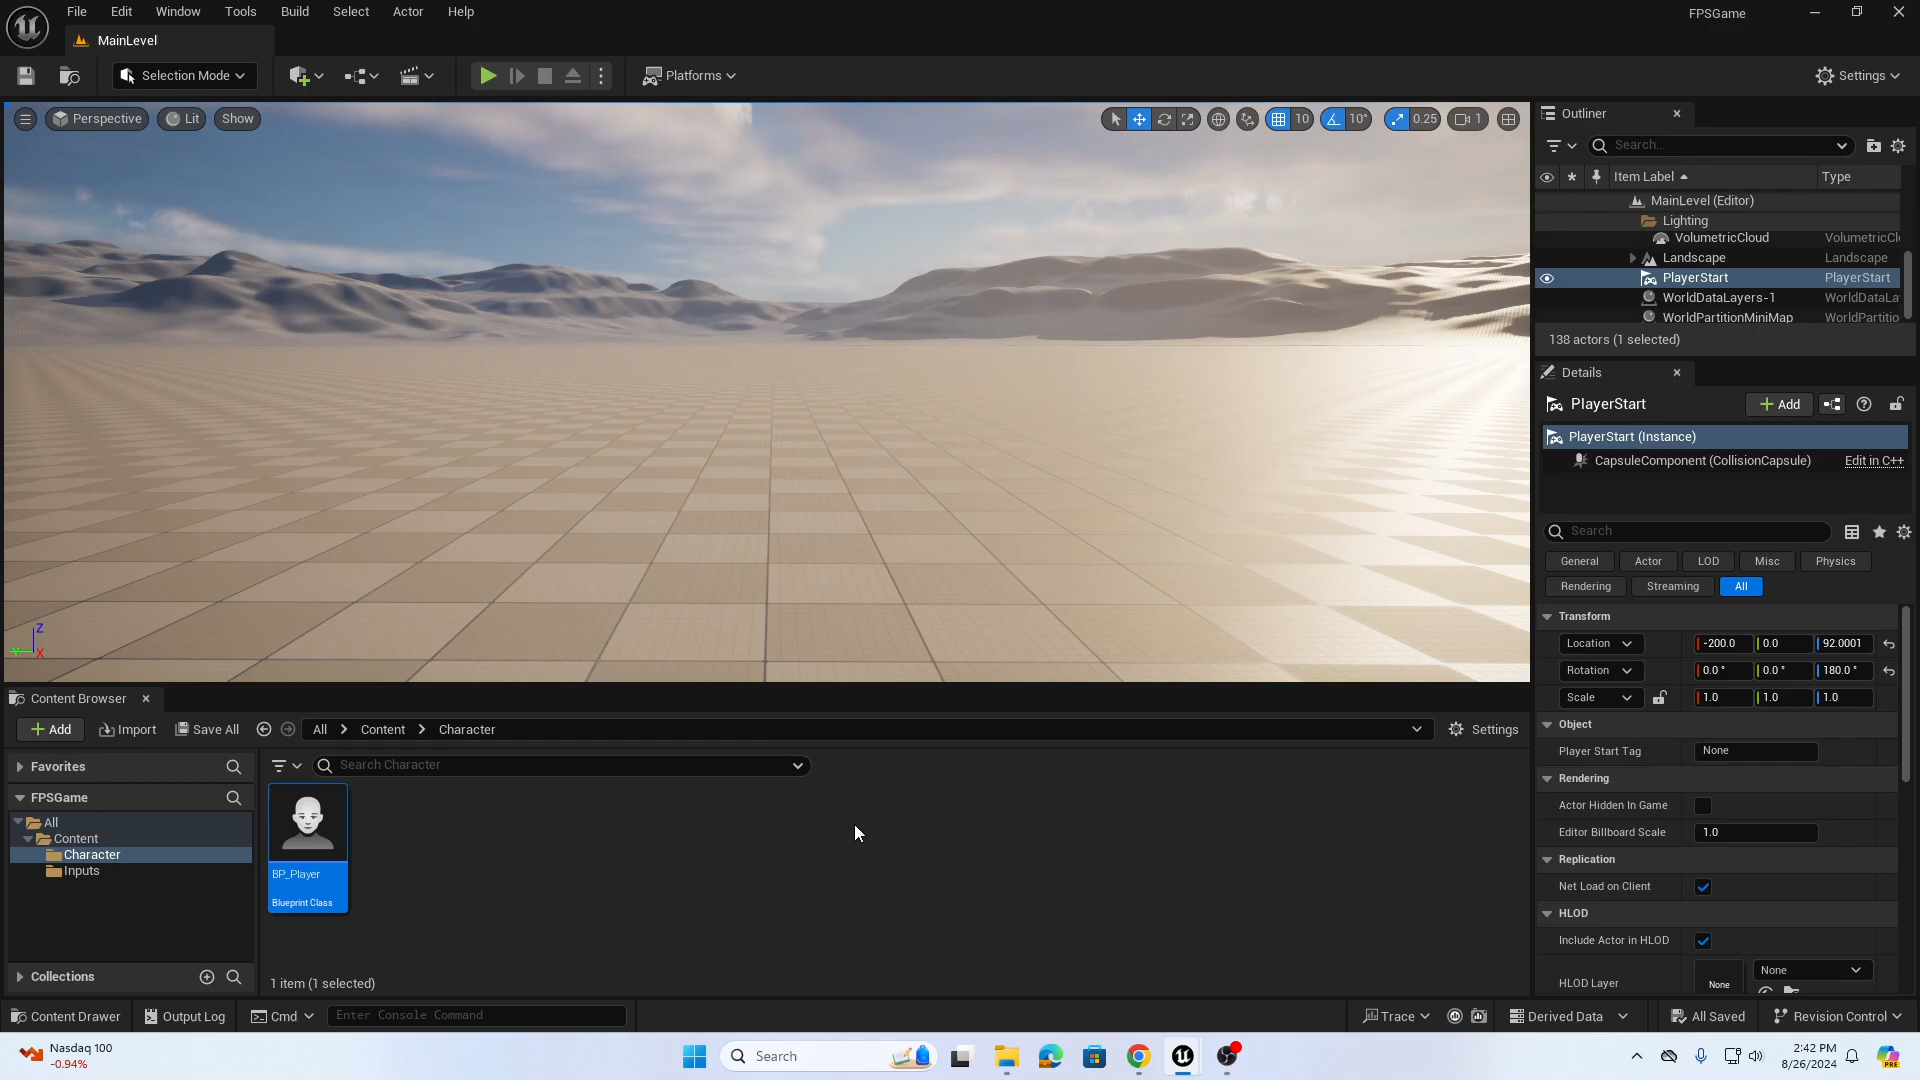 File Edit Window Tools Build Select Actor Help
FPSGame
MainLevel
Selection Mode
Platforms
Settings
Perspective Lit Show
10 10° 0.25 1
Outliner
Search...
Item Label Type
MainLevel (Editor)
Lighting
VolumetricCloud VolumetricCl
Landscape Landscape
PlayerStart PlayerStart
WorldDataLayers-1 WorldDataLa
WorldPartitionMiniMap WorldPartitio
138 actors (1 selected)
Details
PlayerStart
Add
PlayerStart (Instance)
CapsuleComponent (CollisionCapsule) Edit in C++
Search
General Actor LOD Misc Physics
Rendering Streaming All
Transform
Location -200.0 0.0 92.0001
Rotation 0.0° 0.0° 180.0°
Scale 1.0 1.0 1.0
Object
Player Start Tag None
Rendering
Actor Hidden In Game
Editor Billboard Scale 1.0
Replication
Net Load on Client
HLOD
Include Actor in HLOD
None
HLOD Layer None
Z
Y X
Content Browser
Add Import Save All All Content Character Settings
Favorites
Search Character
FPSGame
All
Content
Character
Inputs
BP_Player
Blueprint Class
Collections
1 item (1 selected)
Content Drawer Output Log Cmd Enter Console Command Trace Derived Data All Saved Revision Control
Nasdaq 100
-0.94%
Search
2:42 PM
8/26/2024
PRE